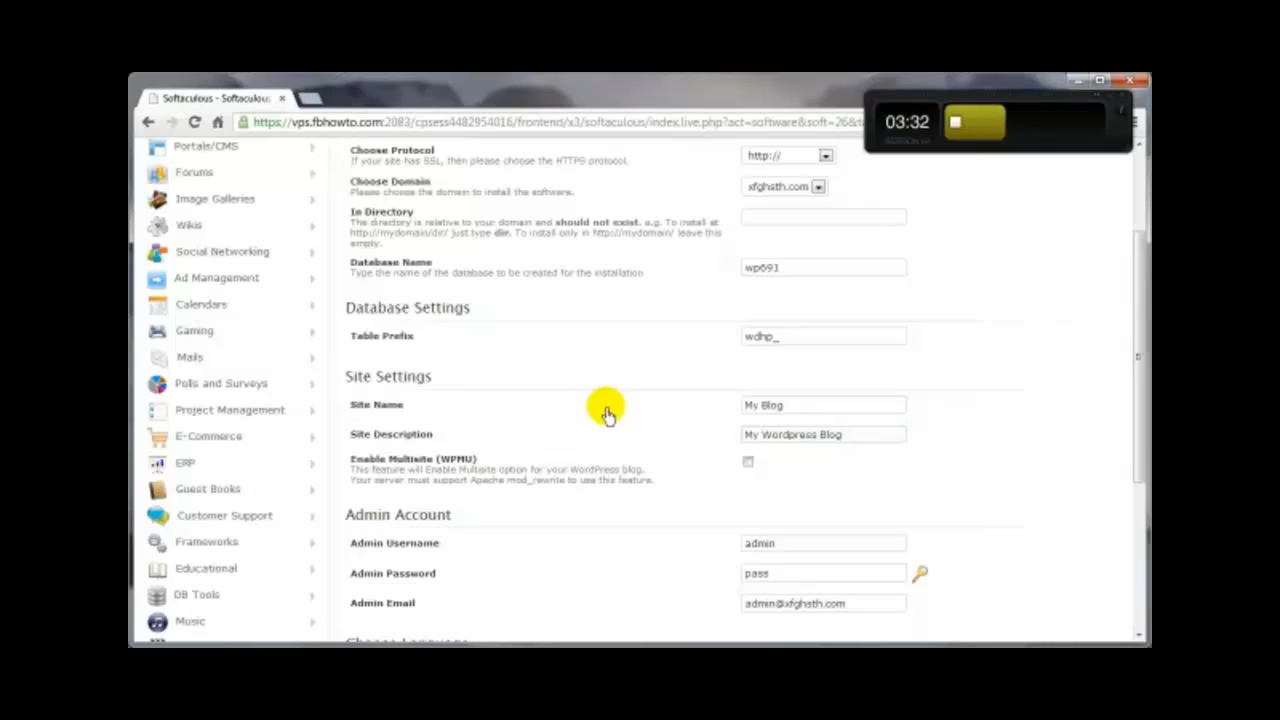 Softaculous - Softaculous
https://vps.fbhowto.com:2083/cpsess4482954016/frontend/x3/softaculous/index.live.php?act=software&soft=26&t
03:32
Portals/CMS
Forums
Image Galleries
Wikis
Social Networking
Ad Management
Calendars
Gaming
Mails
Polls and Surveys
Project Management
E-Commerce
ERP
Guest Books
Customer Support
Frameworks
Educational
DB Tools
Music
Choose Protocol
If your site has SSL, then please choose the HTTPS protocol.
http://
Choose Domain
Please choose the domain to install the software.
xfghsth.com
In Directory
The directory is relative to your domain and should not exist. e.g. To install at
http://mydomain/dir/ just type dir. To install only in http://mydomain/ leave this
empty.
Database Name
Type the name of the database to be created for the installation
wp691
Database Settings
Table Prefix
wdhp_
Site Settings
Site Name
My Blog
Site Description
My Wordpress Blog
Enable Multisite (WPMU)
This feature will Enable Multisite option for your WordPress blog.
Your server must support Apache mod_rewrite to use this feature.
Admin Account
Admin Username
admin
Admin Password
pass
Admin Email
admin@xfghsth.com
Choose Language